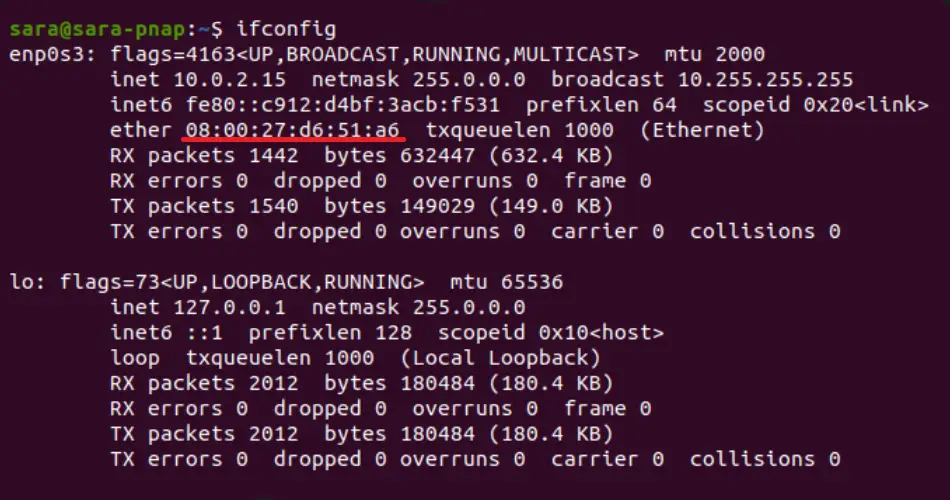 sara@sara-pnap:~$ ifconfig
enp0s3: flags=4163<UP,BROADCAST,RUNNING,MULTICAST>  mtu 2000
        inet 10.0.2.15  netmask 255.0.0.0  broadcast 10.255.255.255
        inet6 fe80::c912:d4bf:3acb:f531  prefixlen 64  scopeid 0x20<link>
        ether 08:00:27:d6:51:a6  txqueuelen 1000  (Ethernet)
        RX packets 1442  bytes 632447 (632.4 KB)
        RX errors 0  dropped 0  overruns 0  frame 0
        TX packets 1540  bytes 149029 (149.0 KB)
        TX errors 0  dropped 0 overruns 0  carrier 0  collisions 0

lo: flags=73<UP,LOOPBACK,RUNNING>  mtu 65536
        inet 127.0.0.1  netmask 255.0.0.0
        inet6 ::1  prefixlen 128  scopeid 0x10<host>
        loop  txqueuelen 1000  (Local Loopback)
        RX packets 2012  bytes 180484 (180.4 KB)
        RX errors 0  dropped 0  overruns 0  frame 0
        TX packets 2012  bytes 180484 (180.4 KB)
        TX errors 0  dropped 0 overruns 0  carrier 0  collisions 0